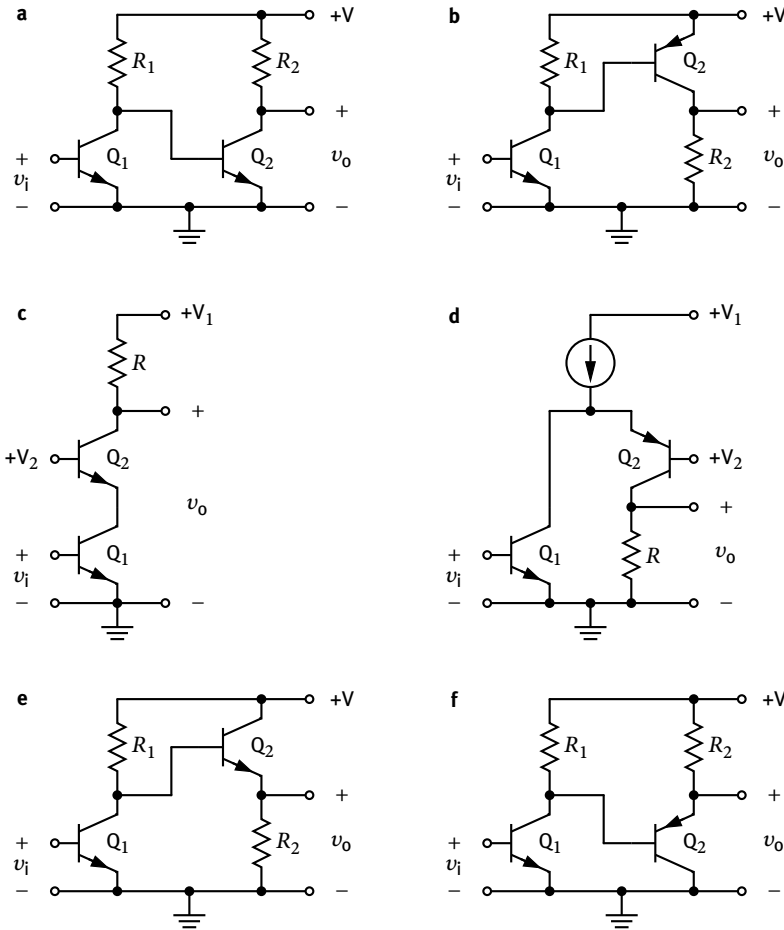 a +V
R1 R2
+
+ Q1 Q2 vo
vi
− −
b +V
R1 Q2
+
+ Q1 R2 vo
vi
− −
c +V1
R
+
+V2 Q2
vo
+ Q1
vi
− −
d +V1
Q2 +V2
+
+ Q1 R vo
vi
− −
e +V
R1 Q2
+
+ Q1 R2 vo
vi
− −
f +V
R1 R2
+
+ Q1 Q2 vo
vi
− −